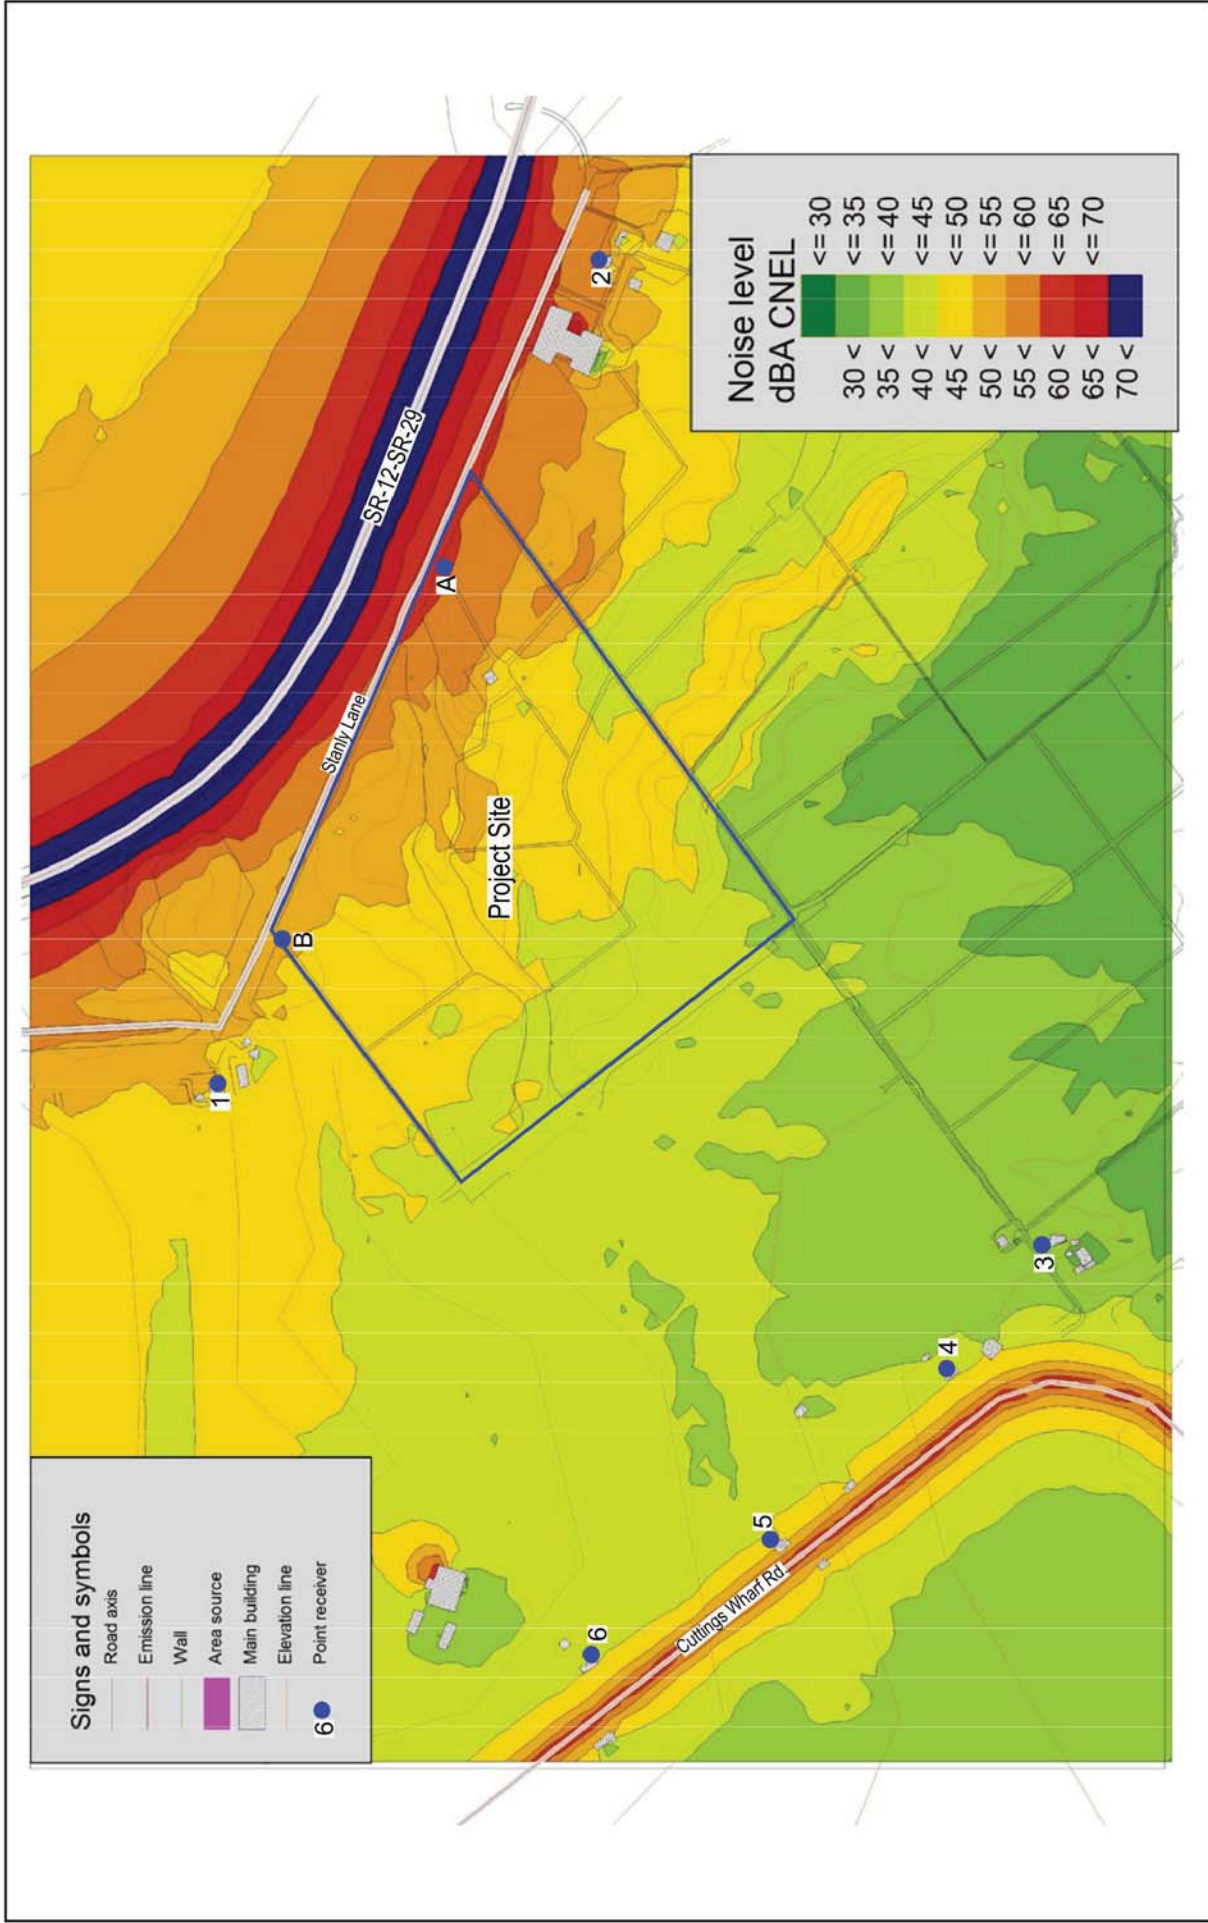 Signs and symbols
Road axis
Emission line
Wall
Area source
Main building
Elevation line
6 Point receiver
1
B
Stanly Lane
SR-12-SR-29
A
2
Project Site
6
5
Cuttings Wharf Rd
4
3
Noise level
dBA CNEL
<= 30
30 < <= 35
35 < <= 40
40 < <= 45
45 < <= 50
50 < <= 55
55 < <= 60
60 < <= 65
65 < <= 70
70 <